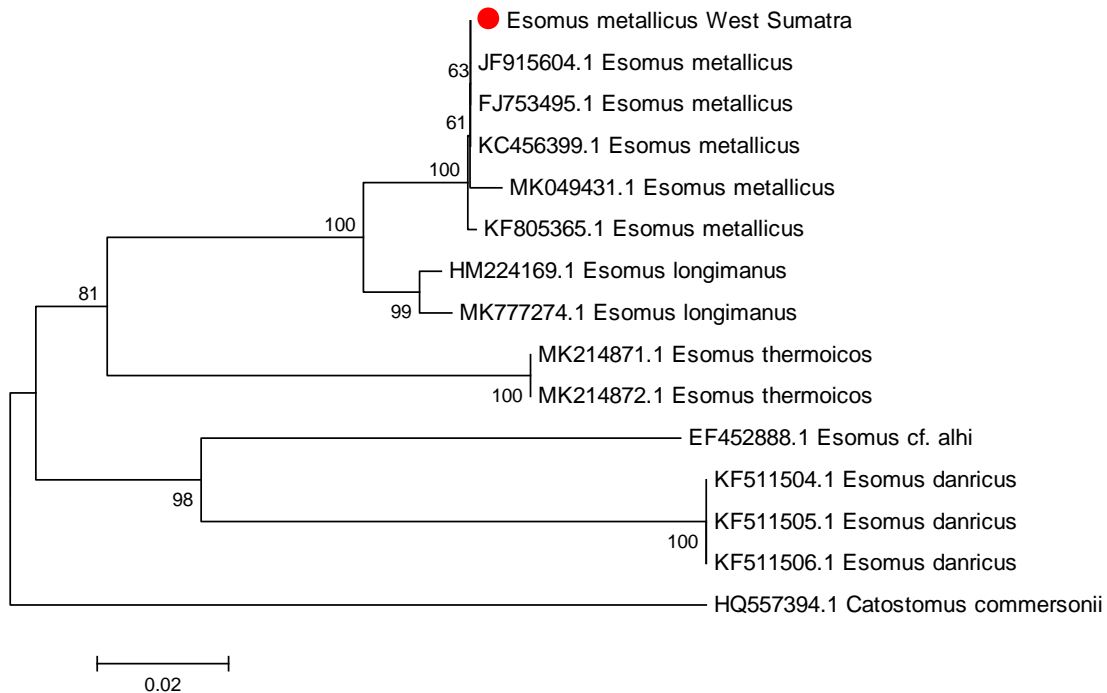 Esomus metallicus West Sumatra
JF915604.1 Esomus metallicus
63
FJ753495.1 Esomus metallicus
61
KC456399.1 Esomus metallicus
100
MK049431.1 Esomus metallicus
100
KF805365.1 Esomus metallicus
HM224169.1 Esomus longimanus
81
99
MK777274.1 Esomus longimanus
MK214871.1 Esomus thermoicos
100
MK214872.1 Esomus thermoicos
EF452888.1 Esomus cf. alhi
KF511504.1 Esomus danricus
98
KF511505.1 Esomus danricus
100
KF511506.1 Esomus danricus
HQ557394.1 Catostomus commersonii
0.02